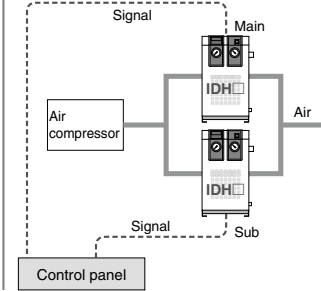 Signal
Main
IDH□
Air
compressor
Air
IDH□
Signal
Sub
Control panel